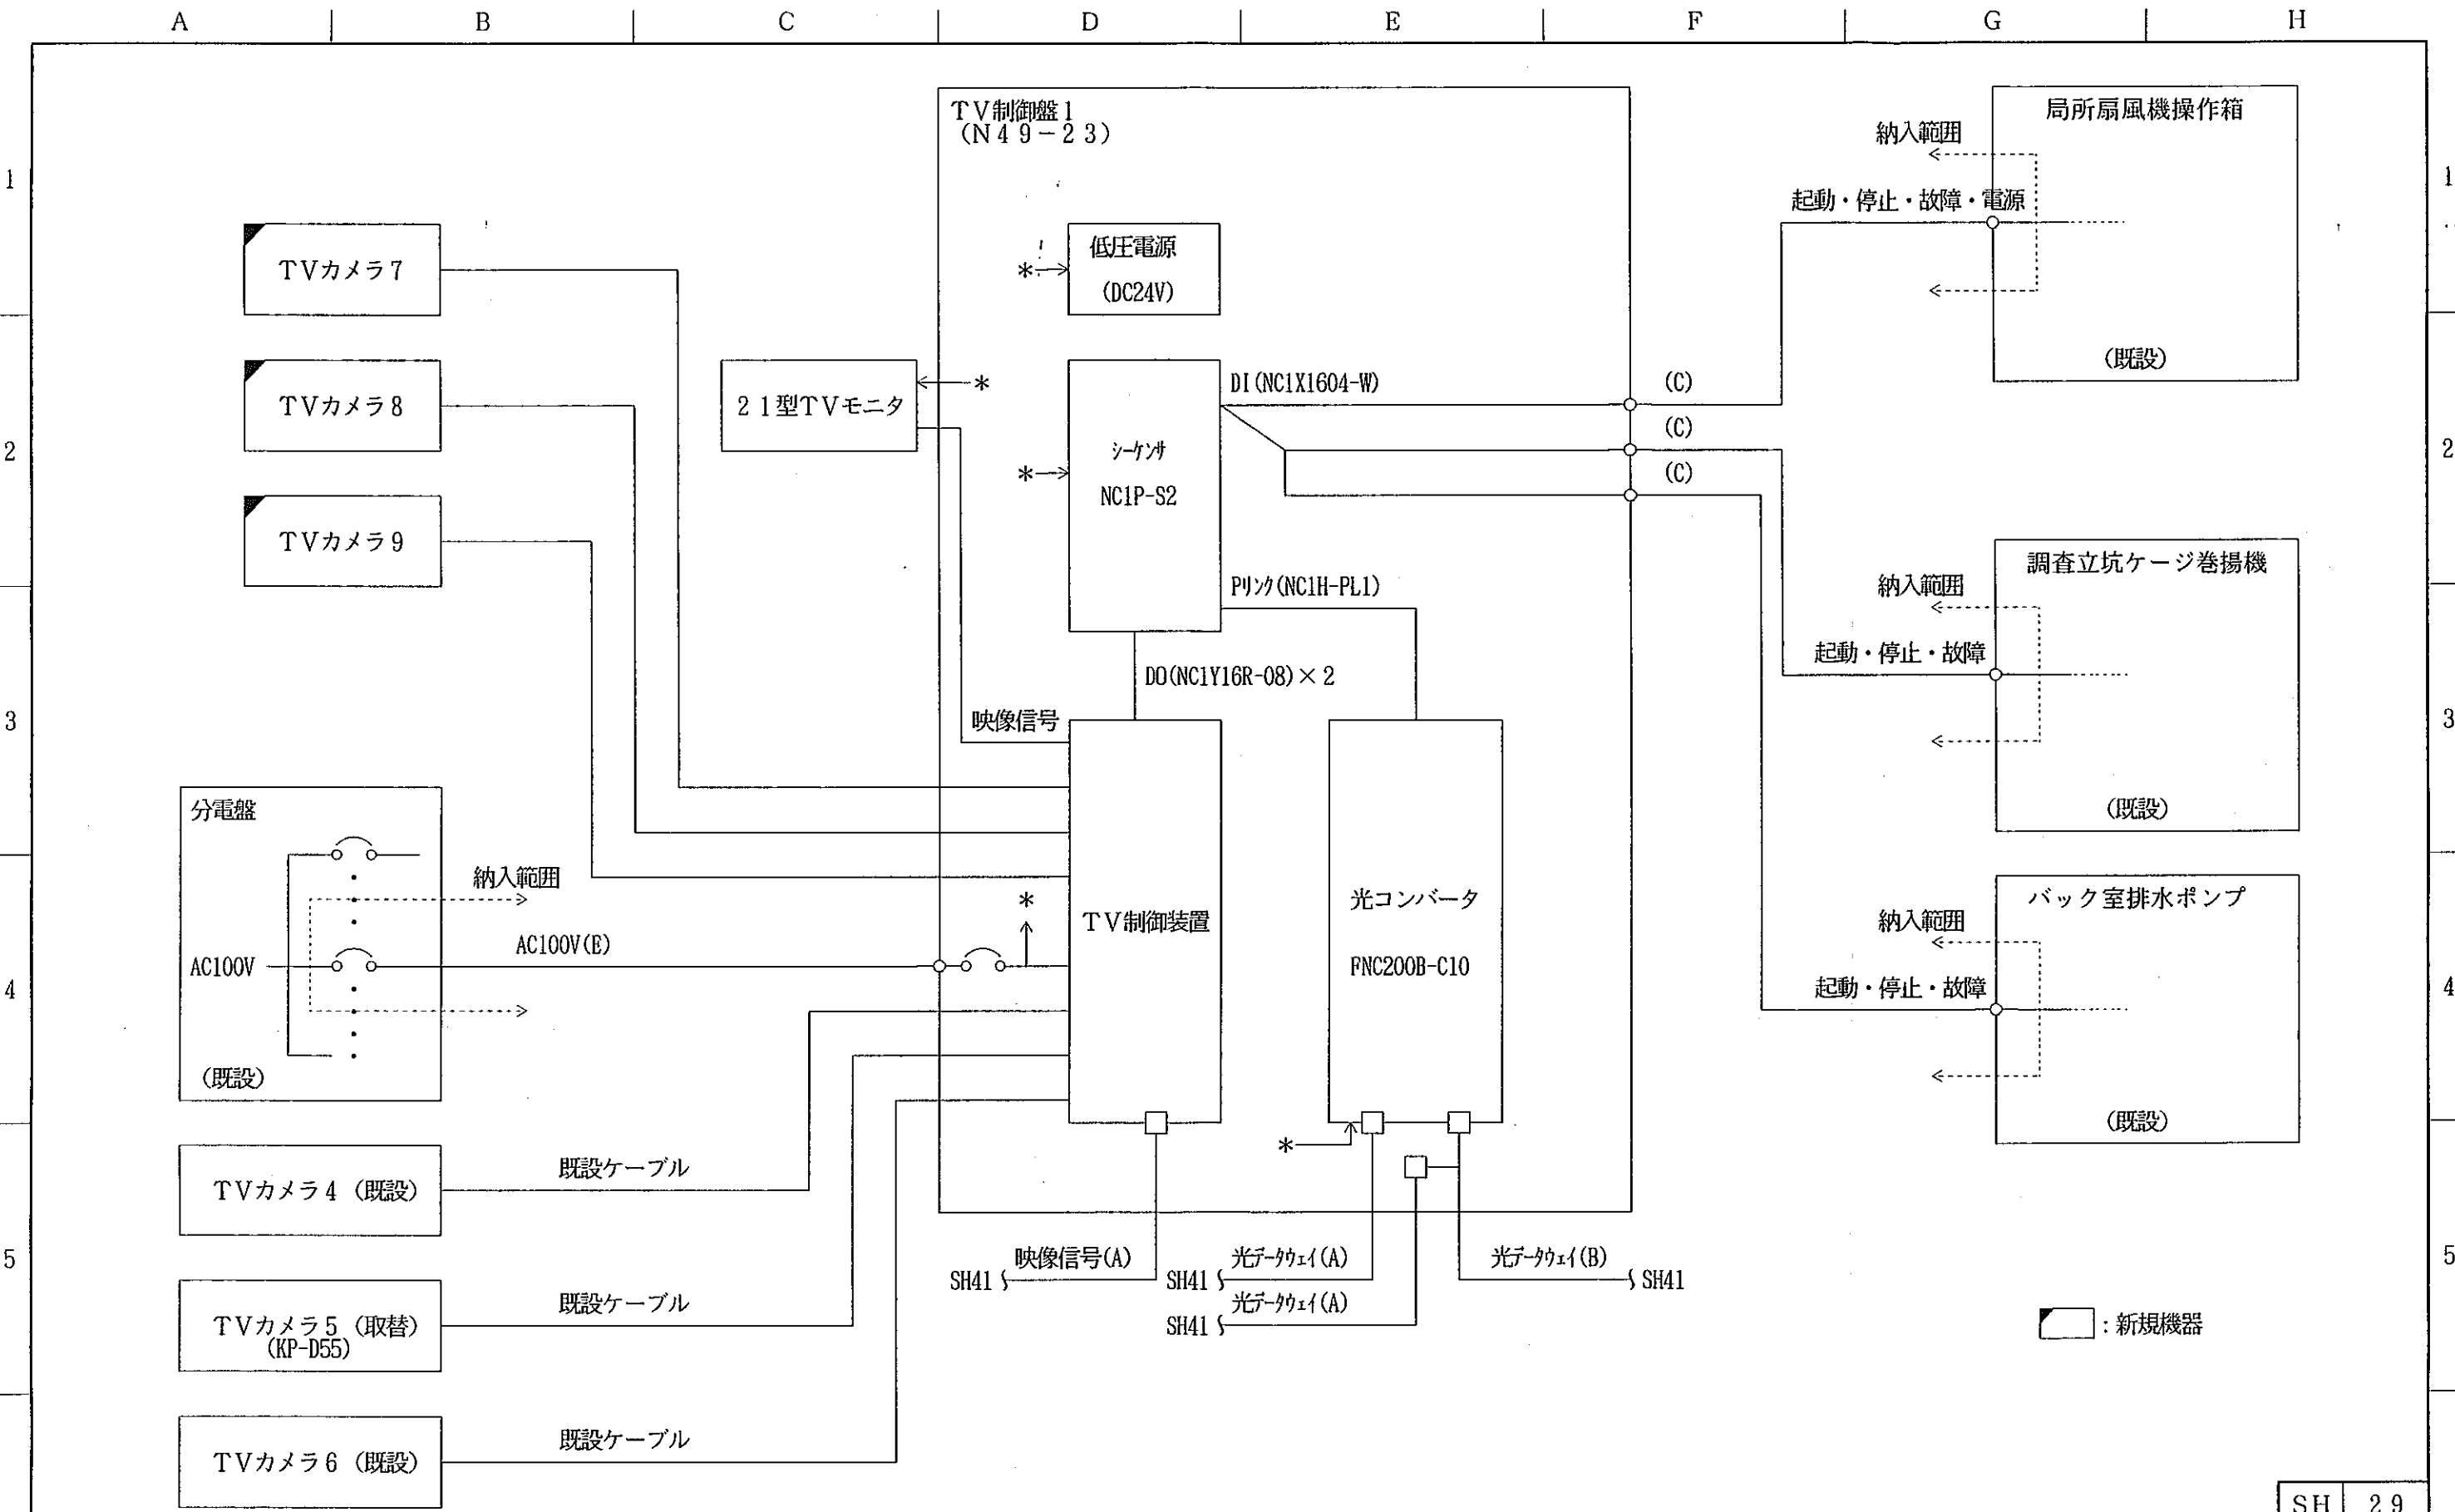 A B C D E F G H
1
2
3
4
5
1
2
3
4
5
TV制御盤1
(N49-23)
低圧電源
(DC24V)
*
シーケンサ
NC1P-S2
*
DI(NC1X1604-W)
Pリンク(NC1H-PL1)
DO(NC1Y16R-08)×2
映像信号
TV制御装置
光コンバータ
FNC200B-C10
*
*
21型TVモニタ
*
TVカメラ7
TVカメラ8
TVカメラ9
分電盤
AC100V
(既設)
納入範囲
AC100V(E)
TVカメラ4(既設)
既設ケーブル
TVカメラ5(取替)
(KP-D55)
既設ケーブル
TVカメラ6(既設)
既設ケーブル
映像信号(A)
SH41
光データウェイ(A)
SH41
光データウェイ(A)
SH41
光データウェイ(B)
SH41
(C)
(C)
(C)
局所扇風機操作箱
納入範囲
起動・停止・故障・電源
(既設)
調査立坑ケージ巻揚機
納入範囲
起動・停止・故障
(既設)
バック室排水ポンプ
納入範囲
起動・停止・故障
(既設)
:新規機器
SH 29